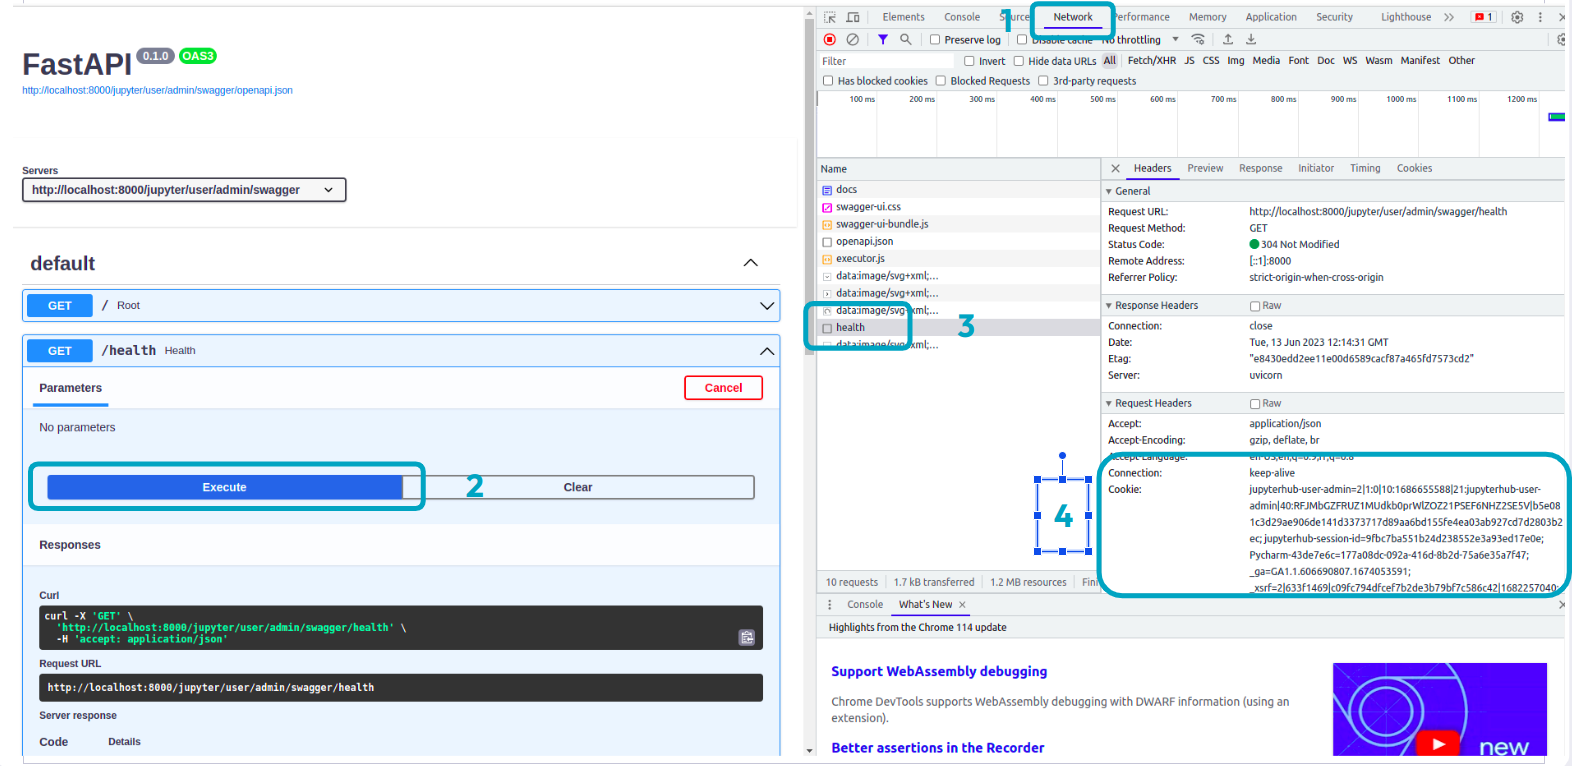 FastAPI 0.1.0 OAS3
http://localhost:8000/jupyter/user/admin/swagger/openapi.json
Servers
http://localhost:8000/jupyter/user/admin/swagger
default
GET / Root
GET /health Health
Parameters
Cancel
No parameters
Execute 2 Clear
Responses
Curl
curl -X 'GET' \
'http://localhost:8000/jupyter/user/admin/swagger/health' \
-H 'accept: application/json'
Request URL
http://localhost:8000/jupyter/user/admin/swagger/health
Server response
Code Details
Elements Console Source 1 Network Performance Memory Application Security Lighthouse 1
Preserve log Disable cache No throttling
Filter Invert Hide data URLs All Fetch/XHR JS CSS Img Media Font Doc WS Wasm Manifest Other
Has blocked cookies Blocked Requests 3rd-party requests
100 ms 200 ms 300 ms 400 ms 500 ms 600 ms 700 ms 800 ms 900 ms 1000 ms 1100 ms 1200 ms
Name
docs
swagger-ui.css
swagger-ui-bundle.js
openapi.json
executor.js
data:image/svg+xml;...
data:image/svg+xml;...
data:image/svg+xml;...
health 3
data:image/svg+xml;...
4
10 requests 1.7 kB transferred 1.2 MB resources Fini
Headers Preview Response Initiator Timing Cookies
General
Request URL: http://localhost:8000/jupyter/user/admin/swagger/health
Request Method: GET
Status Code: 304 Not Modified
Remote Address: [::1]:8000
Referrer Policy: strict-origin-when-cross-origin
Response Headers Raw
Connection: close
Date: Tue, 13 Jun 2023 12:14:31 GMT
Etag: "e8430edd2ee11e00d6589cacf87a465fd7573cd2"
Server: uvicorn
Request Headers Raw
Accept: application/json
Accept-Encoding: gzip, deflate, br
Accept-Language: en-US,en;q=0.9,fr;q=0.8
Connection: keep-alive
Cookie: jupyterhub-user-admin=2|1:0|10:1686655588|21:jupyterhub-user-
admin|40:RFJMbGZFRUZ1MUdkb0prWlZOZ21PSEF6NHZ2SE5V|b5e08
1c3d29ae906de141d3373717d89aa6bd155fe4ea03ab927cd7d2803b2
ec; jupyterhub-session-id=9fbc7ba551b24d238552e3a93ed17e0e;
Pycharm-43de7e6c=177a08dc-092a-416d-8b2d-75a6e35a7f47;
_ga=GA1.1.606690807.1674053591;
_xsrf=2|633f1469|c09fc794dfcef7b2de3b79bf7c586c42|1682257040;
Console What's New
Highlights from the Chrome 114 update
Support WebAssembly debugging
Chrome DevTools supports WebAssembly debugging with DWARF information (using an
extension).
Better assertions in the Recorder
new